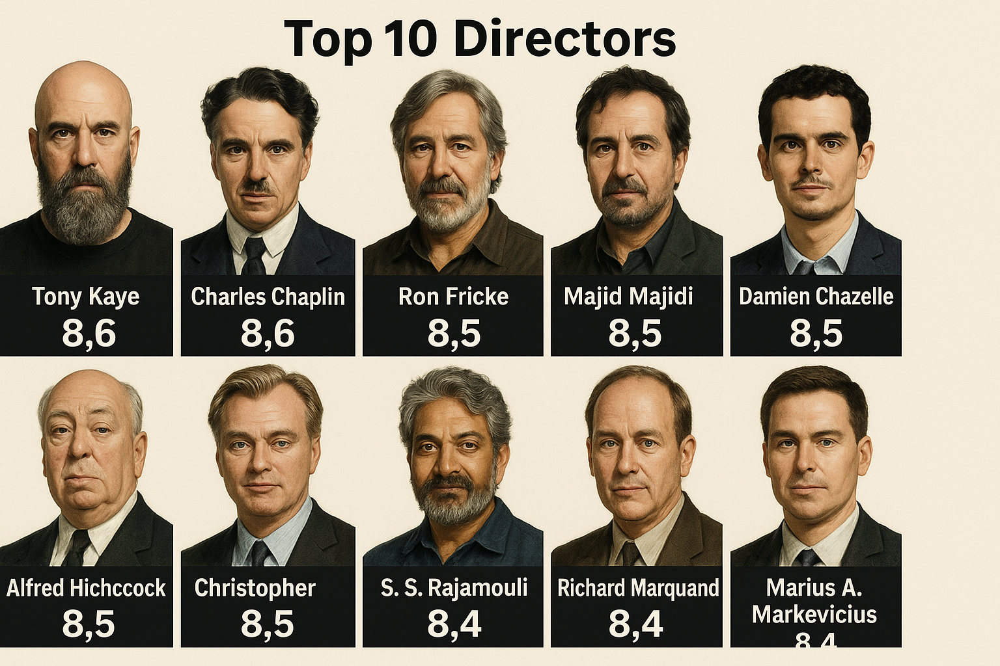 Top 10 Directors
Tony Kaye
8,6
Charles Chaplin
8,6
Ron Fricke
8,5
Majid Majidi
8,5
Damien Chazelle
8,5
Alfred Hichccock
8,5
Christopher
8,5
S. S. Rajamouli
8,4
Richard Marquand
8,4
Marius A.
Markevicius
8,4